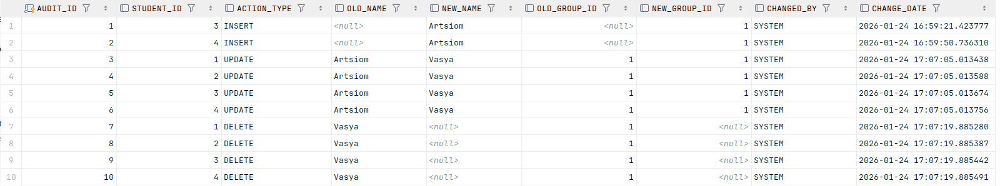 AUDIT_ID STUDENT_ID ACTION_TYPE OLD_NAME NEW_NAME OLD_GROUP_ID NEW_GROUP_ID CHANGED_BY CHANGE_DATE
1 1 3 INSERT <null> Artsiom <null> 1 SYSTEM 2026-01-24 16:59:21.423777
2 2 4 INSERT <null> Artsiom <null> 1 SYSTEM 2026-01-24 16:59:50.736310
3 3 1 UPDATE Artsiom Vasya 1 1 SYSTEM 2026-01-24 17:07:05.013438
4 4 2 UPDATE Artsiom Vasya 1 1 SYSTEM 2026-01-24 17:07:05.013588
5 5 3 UPDATE Artsiom Vasya 1 1 SYSTEM 2026-01-24 17:07:05.013674
6 6 4 UPDATE Artsiom Vasya 1 1 SYSTEM 2026-01-24 17:07:05.013756
7 7 1 DELETE Vasya <null> 1 <null> SYSTEM 2026-01-24 17:07:19.885280
8 8 2 DELETE Vasya <null> 1 <null> SYSTEM 2026-01-24 17:07:19.885387
9 9 3 DELETE Vasya <null> 1 <null> SYSTEM 2026-01-24 17:07:19.885442
10 10 4 DELETE Vasya <null> 1 <null> SYSTEM 2026-01-24 17:07:19.885491